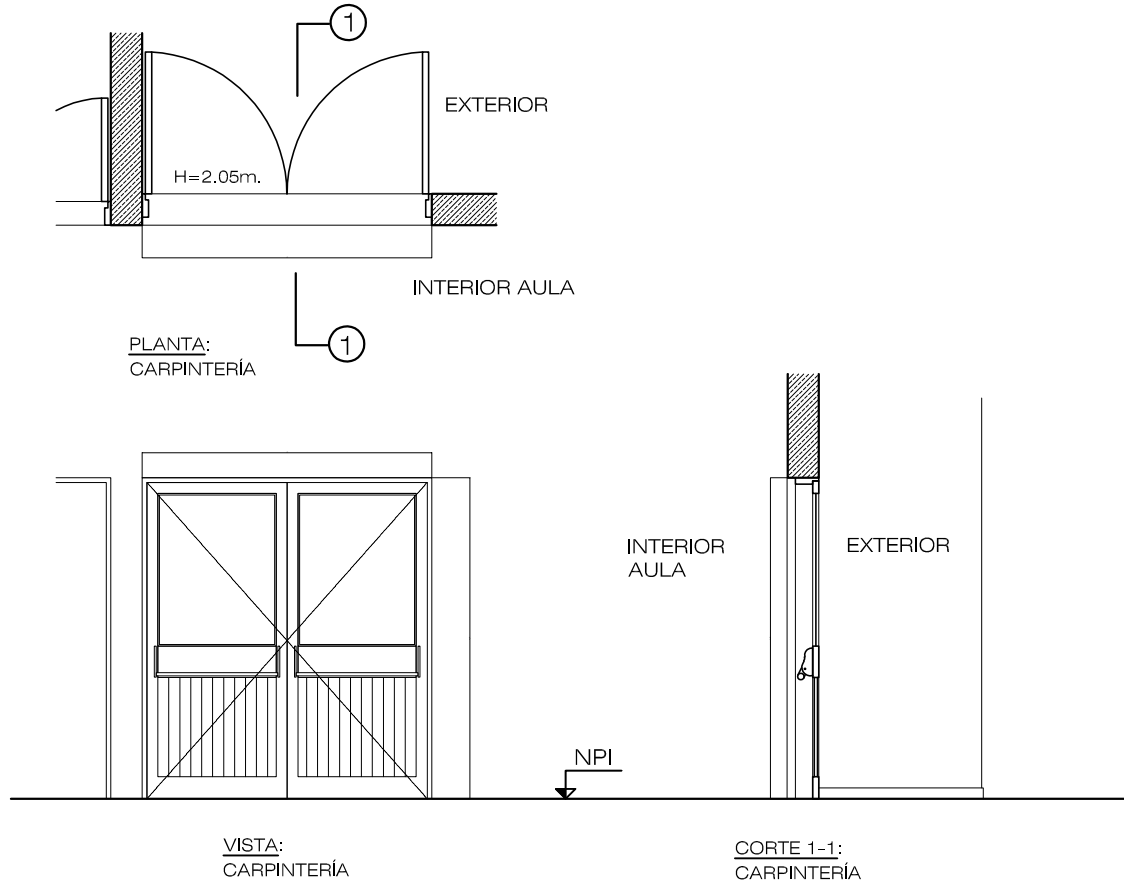 1
EXTERIOR
H=2.05m.
INTERIOR AULA
1
PLANTA:
CARPINTERÍA
INTERIOR
AULA
EXTERIOR
NPI
VISTA:
CARPINTERÍA
CORTE 1-1:
CARPINTERÍA